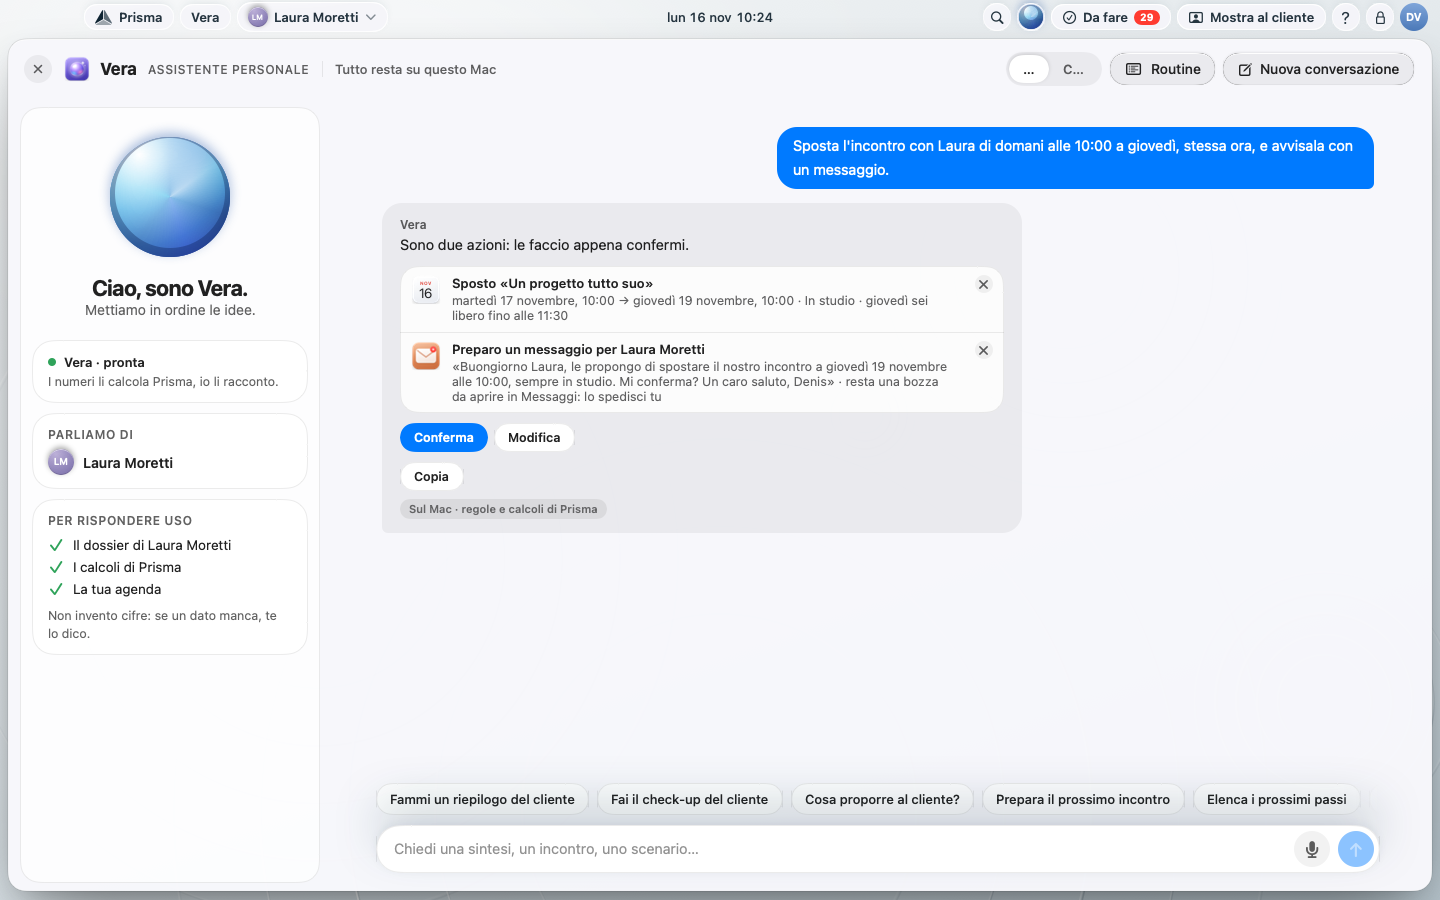 Prisma
Vera
LM
Laura Moretti
lun 16 nov 10:24
Da fare
29
Mostra al cliente
?
DV
Vera
ASSISTENTE PERSONALE
Tutto resta su questo Mac
...
C...
Routine
Nuova conversazione
Ciao, sono Vera.
Mettiamo in ordine le idee.
Vera · pronta
I numeri li calcola Prisma, io li racconto.
PARLIAMO DI
LM
Laura Moretti
PER RISPONDERE USO
Il dossier di Laura Moretti
I calcoli di Prisma
La tua agenda
Non invento cifre: se un dato manca, te
lo dico.
Sposta l'incontro con Laura di domani alle 10:00 a giovedì, stessa ora, e avvisala con
un messaggio.
Vera
Sono due azioni: le faccio appena confermi.
NOV
16
Sposto «Un progetto tutto suo»
martedì 17 novembre, 10:00 → giovedì 19 novembre, 10:00 · In studio · giovedì sei
libero fino alle 11:30
Preparo un messaggio per Laura Moretti
«Buongiorno Laura, le propongo di spostare il nostro incontro a giovedì 19 novembre
alle 10:00, sempre in studio. Mi conferma? Un caro saluto, Denis» · resta una bozza
da aprire in Messaggi: lo spedisci tu
Conferma
Modifica
Copia
Sul Mac · regole e calcoli di Prisma
Fammi un riepilogo del cliente
Fai il check-up del cliente
Cosa proporre al cliente?
Prepara il prossimo incontro
Elenca i prossimi passi
Chiedi una sintesi, un incontro, uno scenario...